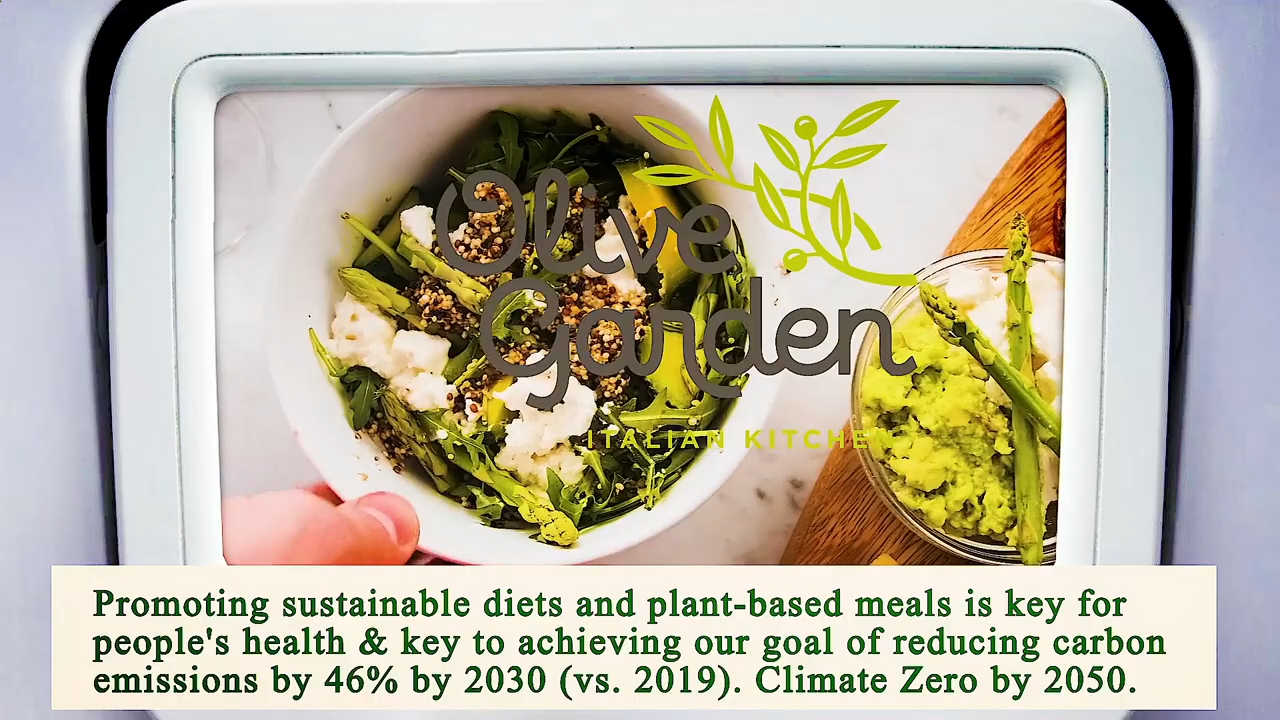 Olive
Garden
ITALIAN KITCHEN
Promoting sustainable diets and plant-based meals is key for
people's health & key to achieving our goal of reducing carbon
emissions by 46% by 2030 (vs. 2019). Climate Zero by 2050.